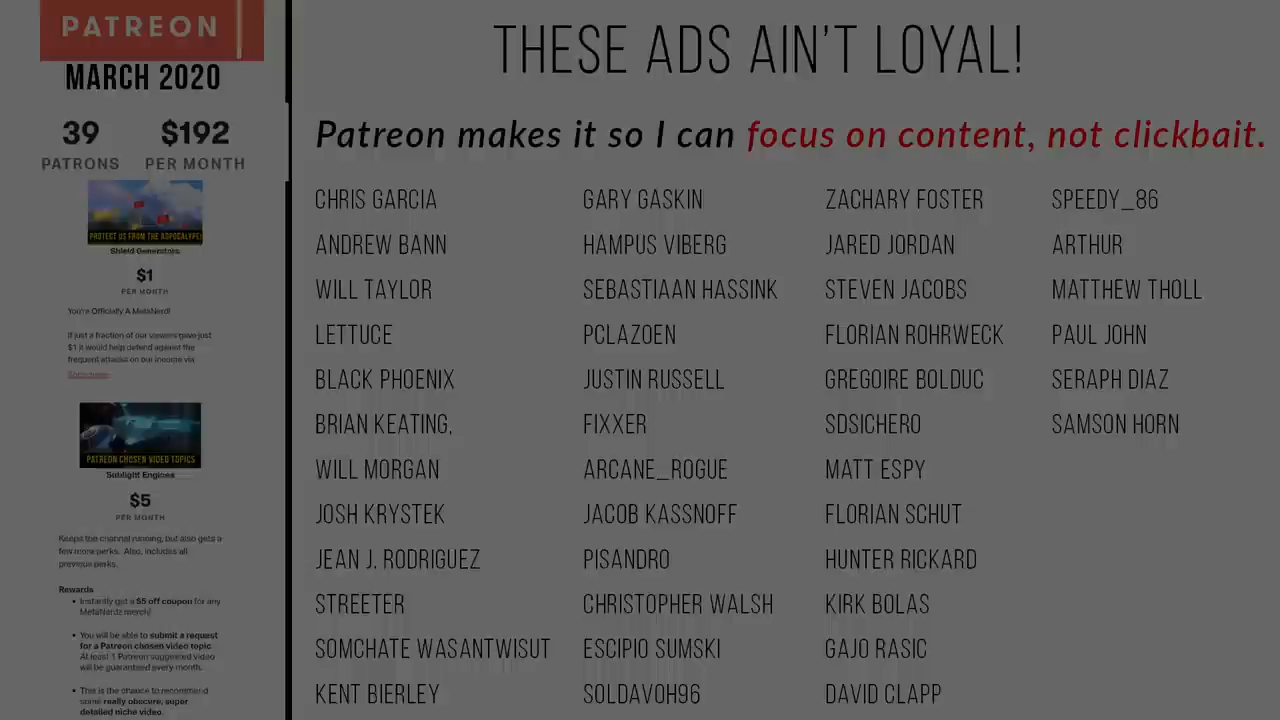 PATREON
MARCH 2020
39
PATRONS
$192
PER MONTH
PROTECT US FROM THE ADPOCALYPSE
Shield Generators
$1
PER MONTH
You're Officially A MetaNerd!
If just a fraction of our viewers gave just
$1 it would help defend against the
frequent attacks on our income via
Show more
PATREON CHOSEN VIDEO TOPICS
Sublight Engines
$5
PER MONTH
Keeps the channel running, but also gets a
few more perks. Also, includes all
previous perks.
Rewards
• Instantly get a $5 off coupon for any
MetaNerdz merch!
• You will be able to submit a request
for a Patreon chosen video topic.
At least 1 Patreon suggested video
will be guaranteed every month.
• This is the chance to recommend
some really obscure, super
detailed niche video.
THESE ADS AIN'T LOYAL!
Patreon makes it so I can focus on content, not clickbait.
CHRIS GARCIA
ANDREW BANN
WILL TAYLOR
LETTUCE
BLACK PHOENIX
BRIAN KEATING,
WILL MORGAN
JOSH KRYSTEK
JEAN J. RODRIGUEZ
STREETER
SOMCHATE WASANTWISUT
KENT BIERLEY
GARY GASKIN
HAMPUS VIBERG
SEBASTIAAN HASSINK
PCLAZOEN
JUSTIN RUSSELL
FIXXER
ARCANE_ROGUE
JACOB KASSNOFF
PISANDRO
CHRISTOPHER WALSH
ESCIPIO SUMSKI
SOLDAVOH96
ZACHARY FOSTER
JARED JORDAN
STEVEN JACOBS
FLORIAN ROHRWECK
GREGOIRE BOLDUC
SDSICHERO
MATT ESPY
FLORIAN SCHUT
HUNTER RICKARD
KIRK BOLAS
GAJO RASIC
DAVID CLAPP
SPEEDY_86
ARTHUR
MATTHEW THOLL
PAUL JOHN
SERAPH DIAZ
SAMSON HORN